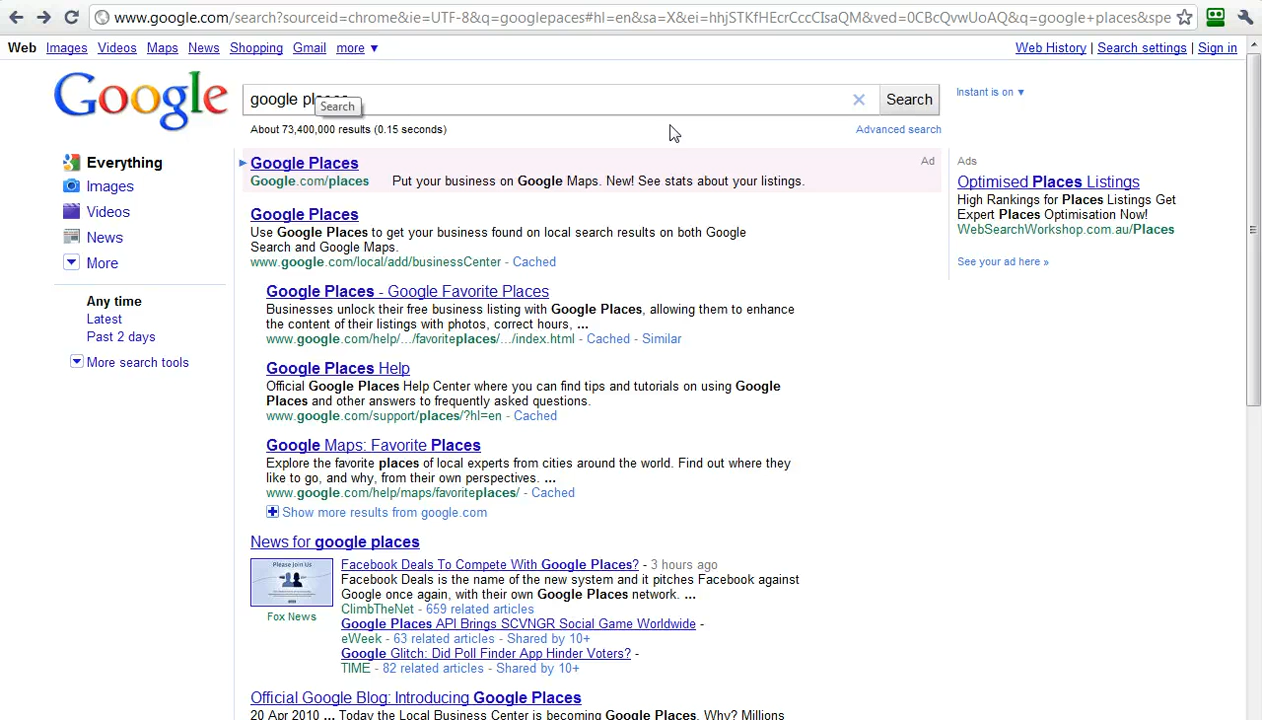 www.google.com/search?sourceid=chrome&ie=UTF-8&q=googlepaces#hl=en&sa=X&ei=hhjSTKfHEcrCccCIsaQM&ved=0CBcQvwUoAQ&q=google+places&spe
Web Images Videos Maps News Shopping Gmail more ▼
Web History | Search settings | Sign in
Google
google places
Search
Search
Instant is on ▼
About 73,400,000 results (0.15 seconds)
Advanced search
Everything
Images
Videos
News
More
Any time
Latest
Past 2 days
More search tools
Google Places
Ad
Google.com/places Put your business on Google Maps. New! See stats about your listings.
Google Places
Use Google Places to get your business found on local search results on both Google
Search and Google Maps.
www.google.com/local/add/businessCenter - Cached
Google Places - Google Favorite Places
Businesses unlock their free business listing with Google Places, allowing them to enhance
the content of their listings with photos, correct hours, ...
www.google.com/help/.../favoriteplaces/.../index.html - Cached - Similar
Google Places Help
Official Google Places Help Center where you can find tips and tutorials on using Google
Places and other answers to frequently asked questions.
www.google.com/support/places/?hl=en - Cached
Google Maps: Favorite Places
Explore the favorite places of local experts from cities around the world. Find out where they
like to go, and why, from their own perspectives. ...
www.google.com/help/maps/favoriteplaces/ - Cached
Show more results from google.com
News for google places
Please Join Us
Fox News
Facebook Deals To Compete With Google Places? - 3 hours ago
Facebook Deals is the name of the new system and it pitches Facebook against
Google once again, with their own Google Places network. ...
ClimbTheNet - 659 related articles
Google Places API Brings SCVNGR Social Game Worldwide -
eWeek - 63 related articles - Shared by 10+
Google Glitch: Did Poll Finder App Hinder Voters? -
TIME - 82 related articles - Shared by 10+
Official Google Blog: Introducing Google Places
20 Apr 2010 ... Today the Local Business Center is becoming Google Places. Why? Millions
Ads
Optimised Places Listings
High Rankings for Places Listings Get
Expert Places Optimisation Now!
WebSearchWorkshop.com.au/Places
See your ad here »